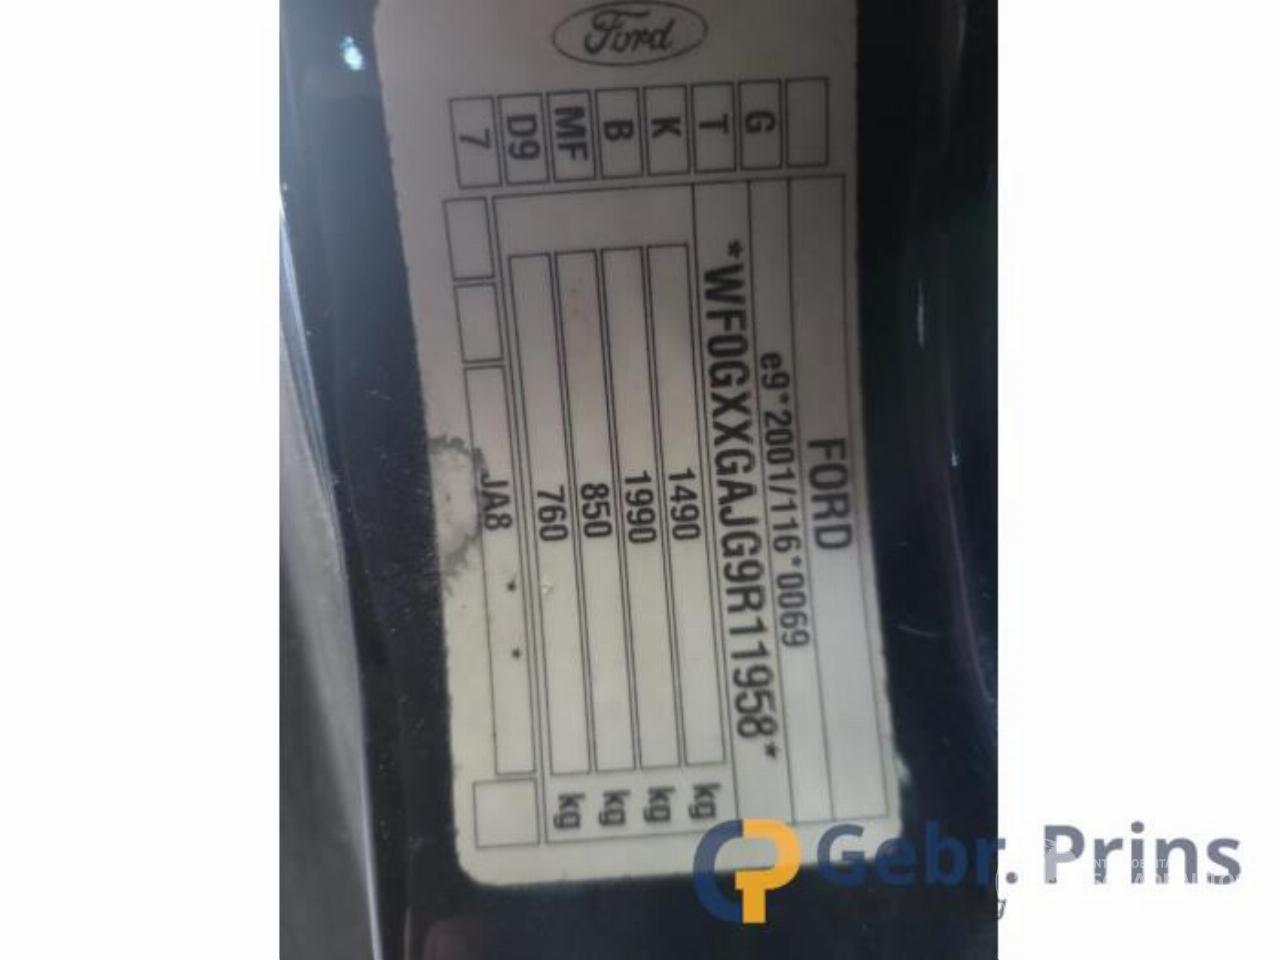 Ford
FORD
e9*2001/116*0069
*WF0GXXGAJG9R11958*
G
T
K
B
MF
D9
7
1490 kg
1990 kg
850 kg
760 kg
JA8 * *
Gebr. Prins